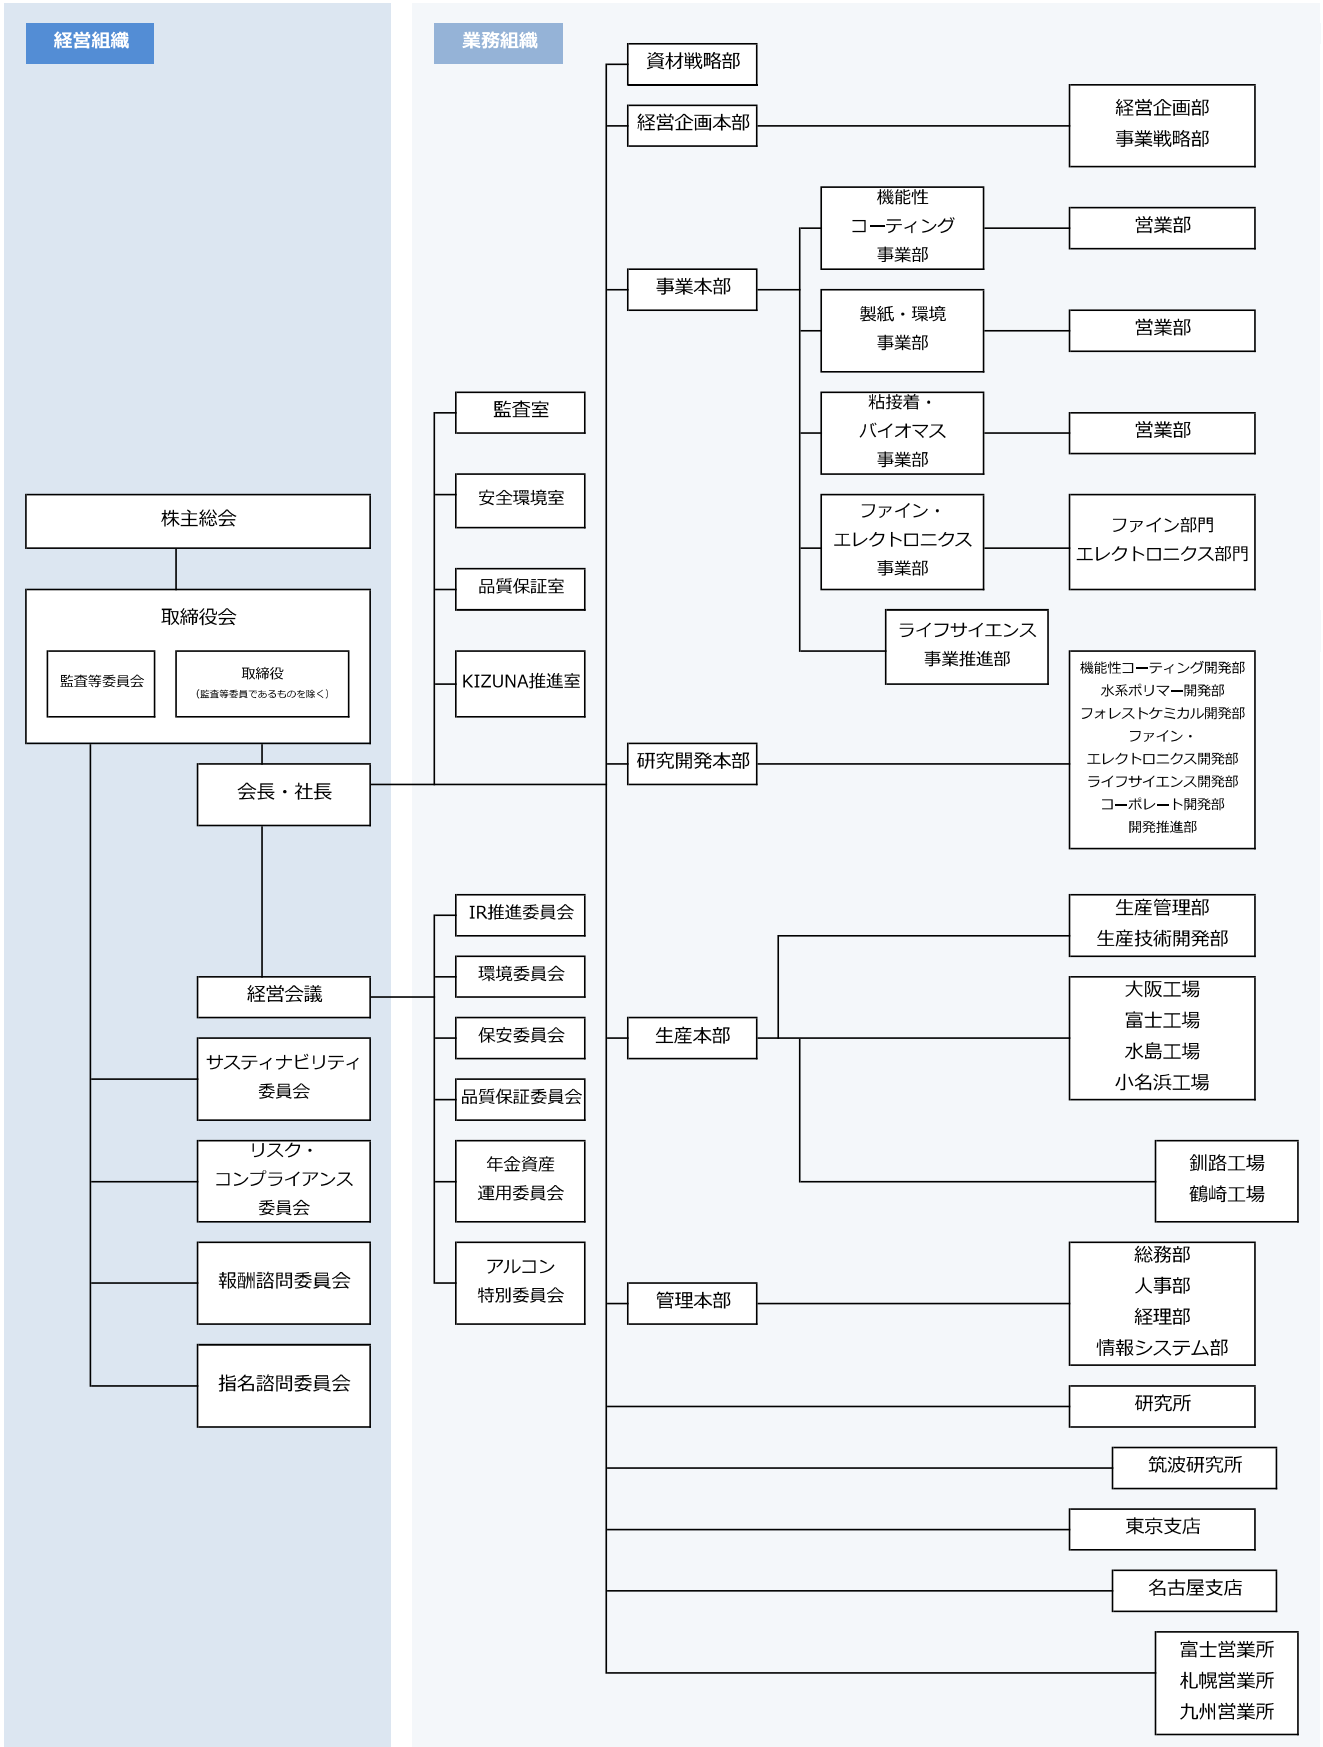 経営組織
株主総会
取締役会
監査等委員会
取締役
(監査等委員であるものを除く)
会長・社長
経営会議
サスティナビリティ
委員会
リスク・
コンプライアンス
委員会
報酬諮問委員会
指名諮問委員会
業務組織
監査室
安全環境室
品質保証室
KIZUNA推進室
IR推進委員会
環境委員会
保安委員会
品質保証委員会
年金資産
運用委員会
アルコン
特別委員会
資材戦略部
経営企画本部
経営企画部
事業戦略部
事業本部
機能性
コーティング
事業部
営業部
製紙・環境
事業部
営業部
粘接着・
バイオマス
事業部
営業部
ファイン・
エレクトロニクス
事業部
ファイン部門
エレクトロニクス部門
ライフサイエンス
事業推進部
研究開発本部
機能性コーティング開発部
水系ポリマー開発部
フォレストケミカル開発部
ファイン・
エレクトロニクス開発部
ライフサイエンス開発部
コーポレート開発部
開発推進部
生産本部
生産管理部
生産技術開発部
大阪工場
富士工場
水島工場
小名浜工場
釧路工場
鶴崎工場
管理本部
総務部
人事部
経理部
情報システム部
研究所
筑波研究所
東京支店
名古屋支店
富士営業所
札幌営業所
九州営業所